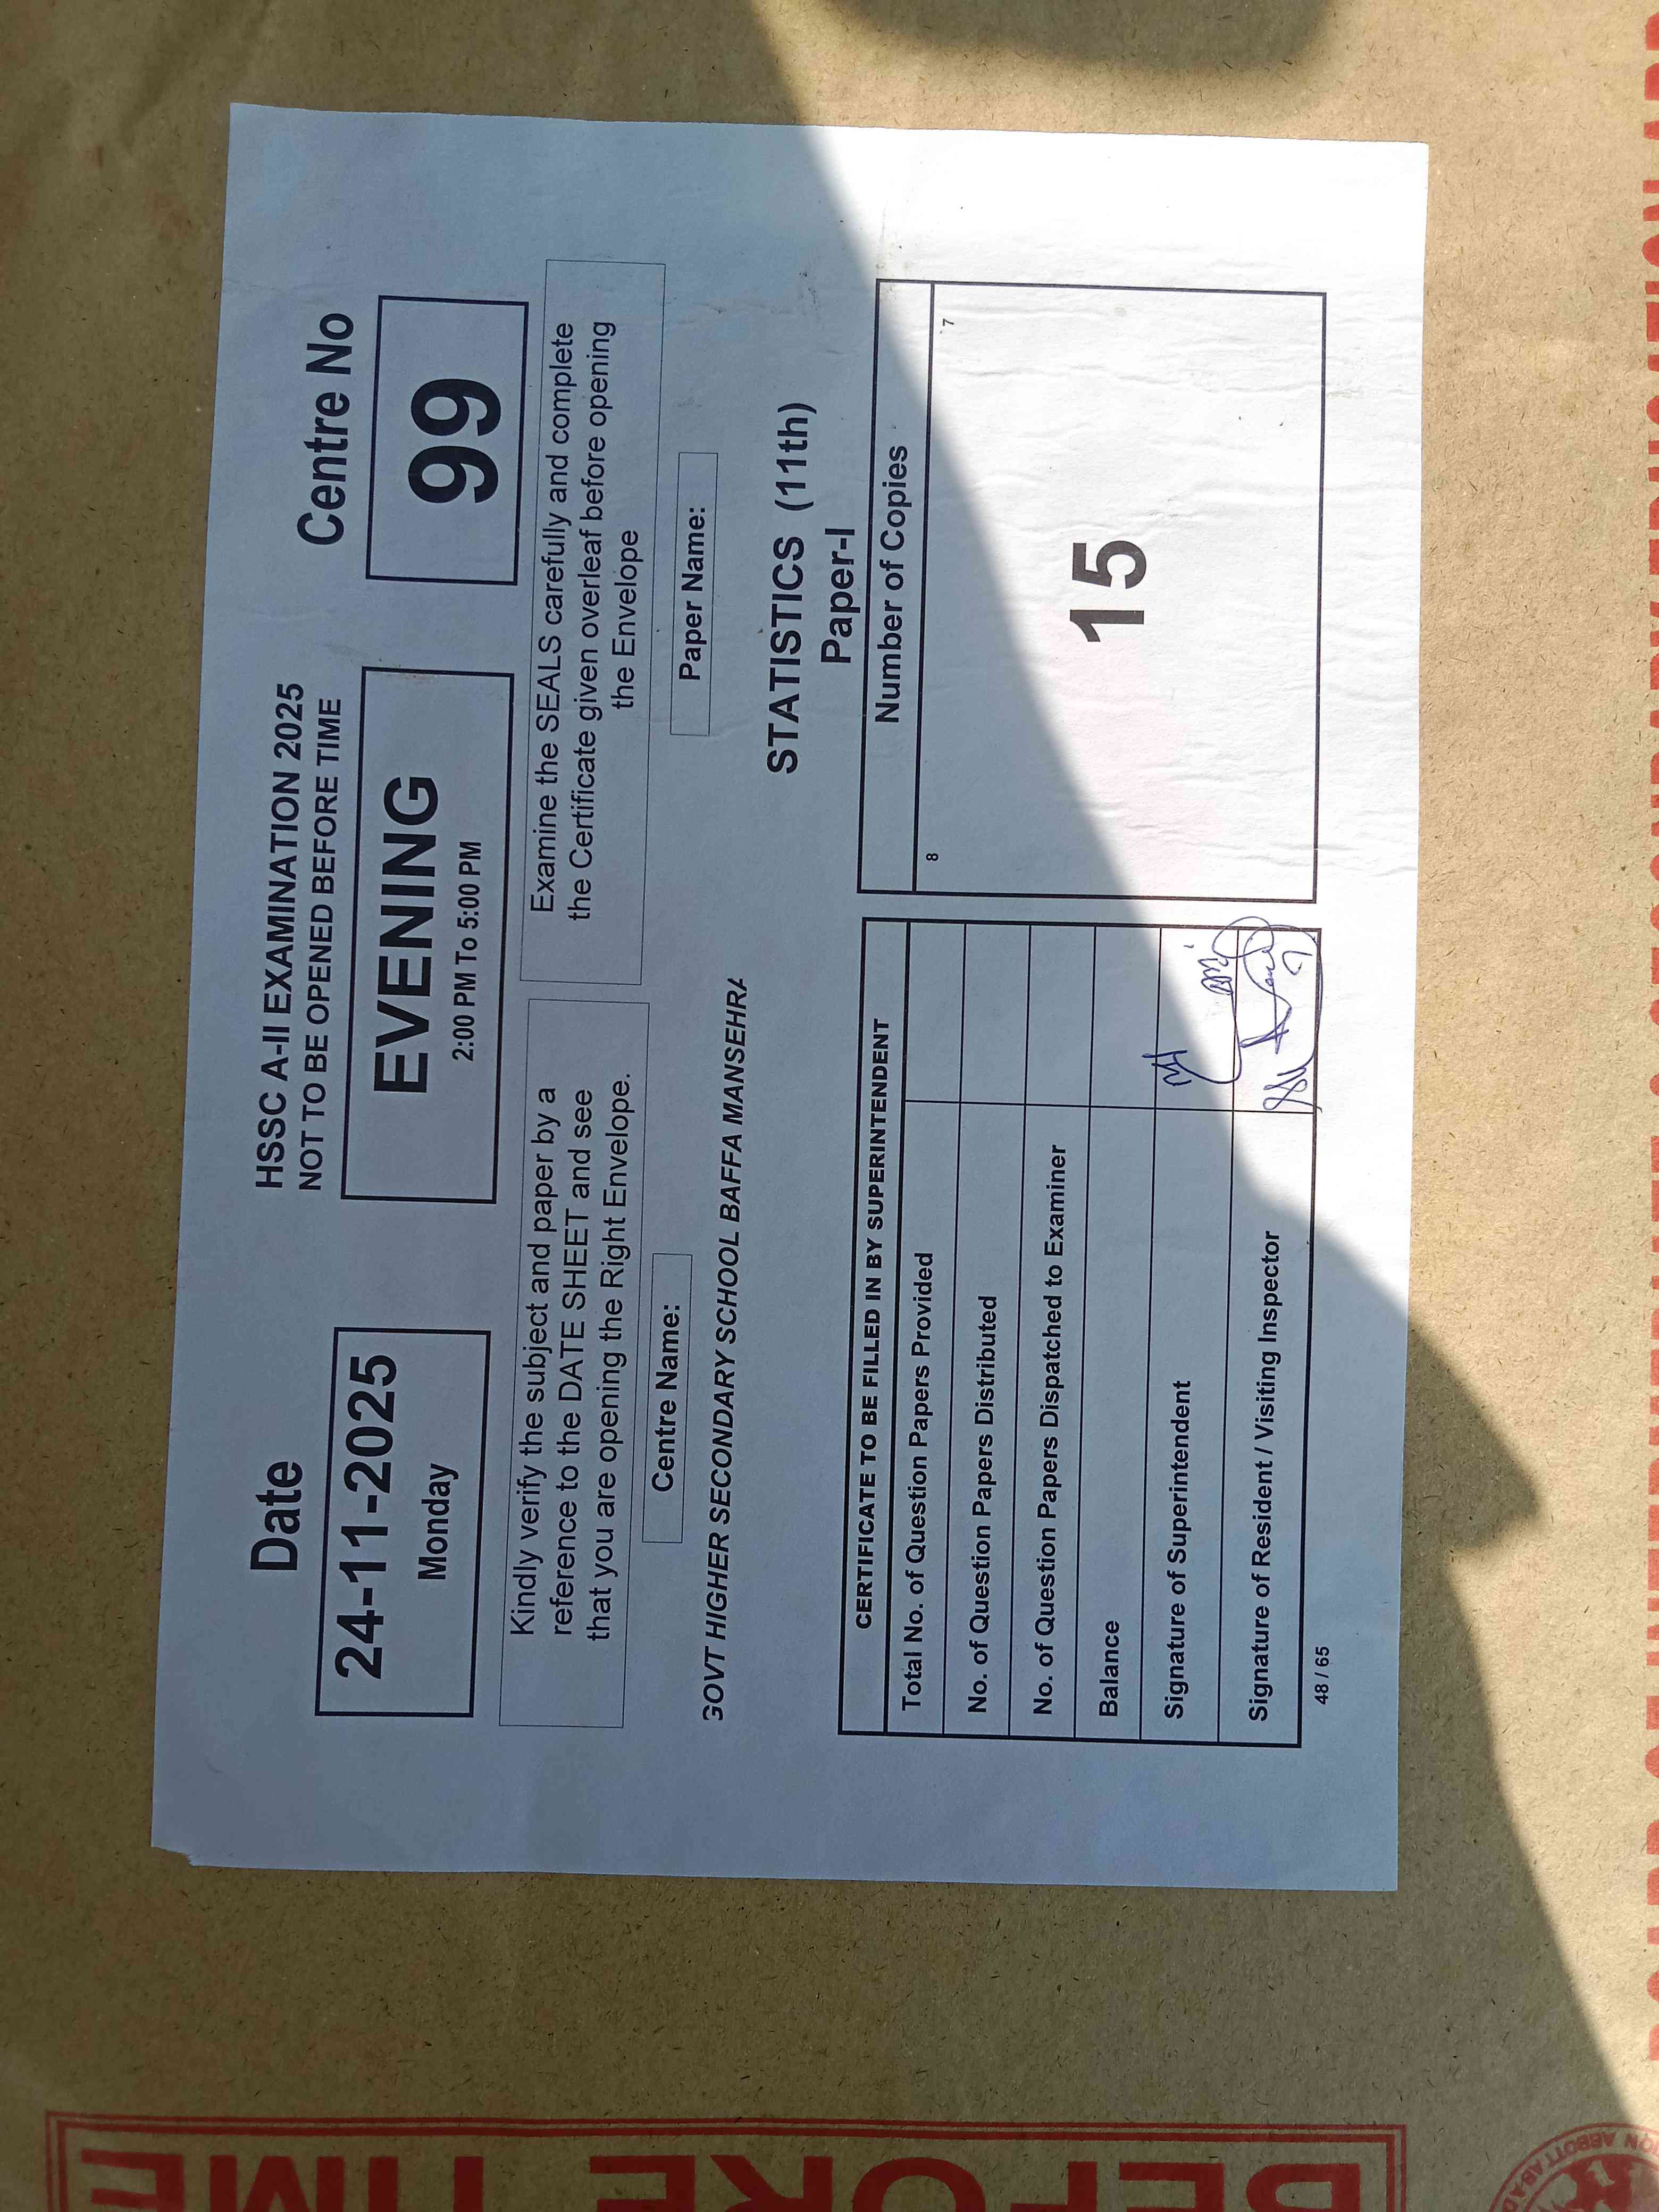 Date
24-11-2025
Monday
HSSC A-II EXAMINATION 2025
NOT TO BE OPENED BEFORE TIME
EVENING
2:00 PM To 5:00 PM
Centre No
99
Kindly verify the subject and paper by a
reference to the DATE SHEET and see
that you are opening the Right Envelope.
Examine the SEALS carefully and complete
the Certificate given overleaf before opening
the Envelope
Centre Name:
GOVT HIGHER SECONDARY SCHOOL BAFFA MANSEHRA
Paper Name:
STATISTICS (11th)
Paper-I
CERTIFICATE TO BE FILLED IN BY SUPERINTENDENT
Total No. of Question Papers Provided
No. of Question Papers Distributed
No. of Question Papers Dispatched to Examiner
Balance
Signature of Superintendent
Signature of Resident / Visiting Inspector
48 / 65
Number of Copies
8
7
15
BEFORE TIME